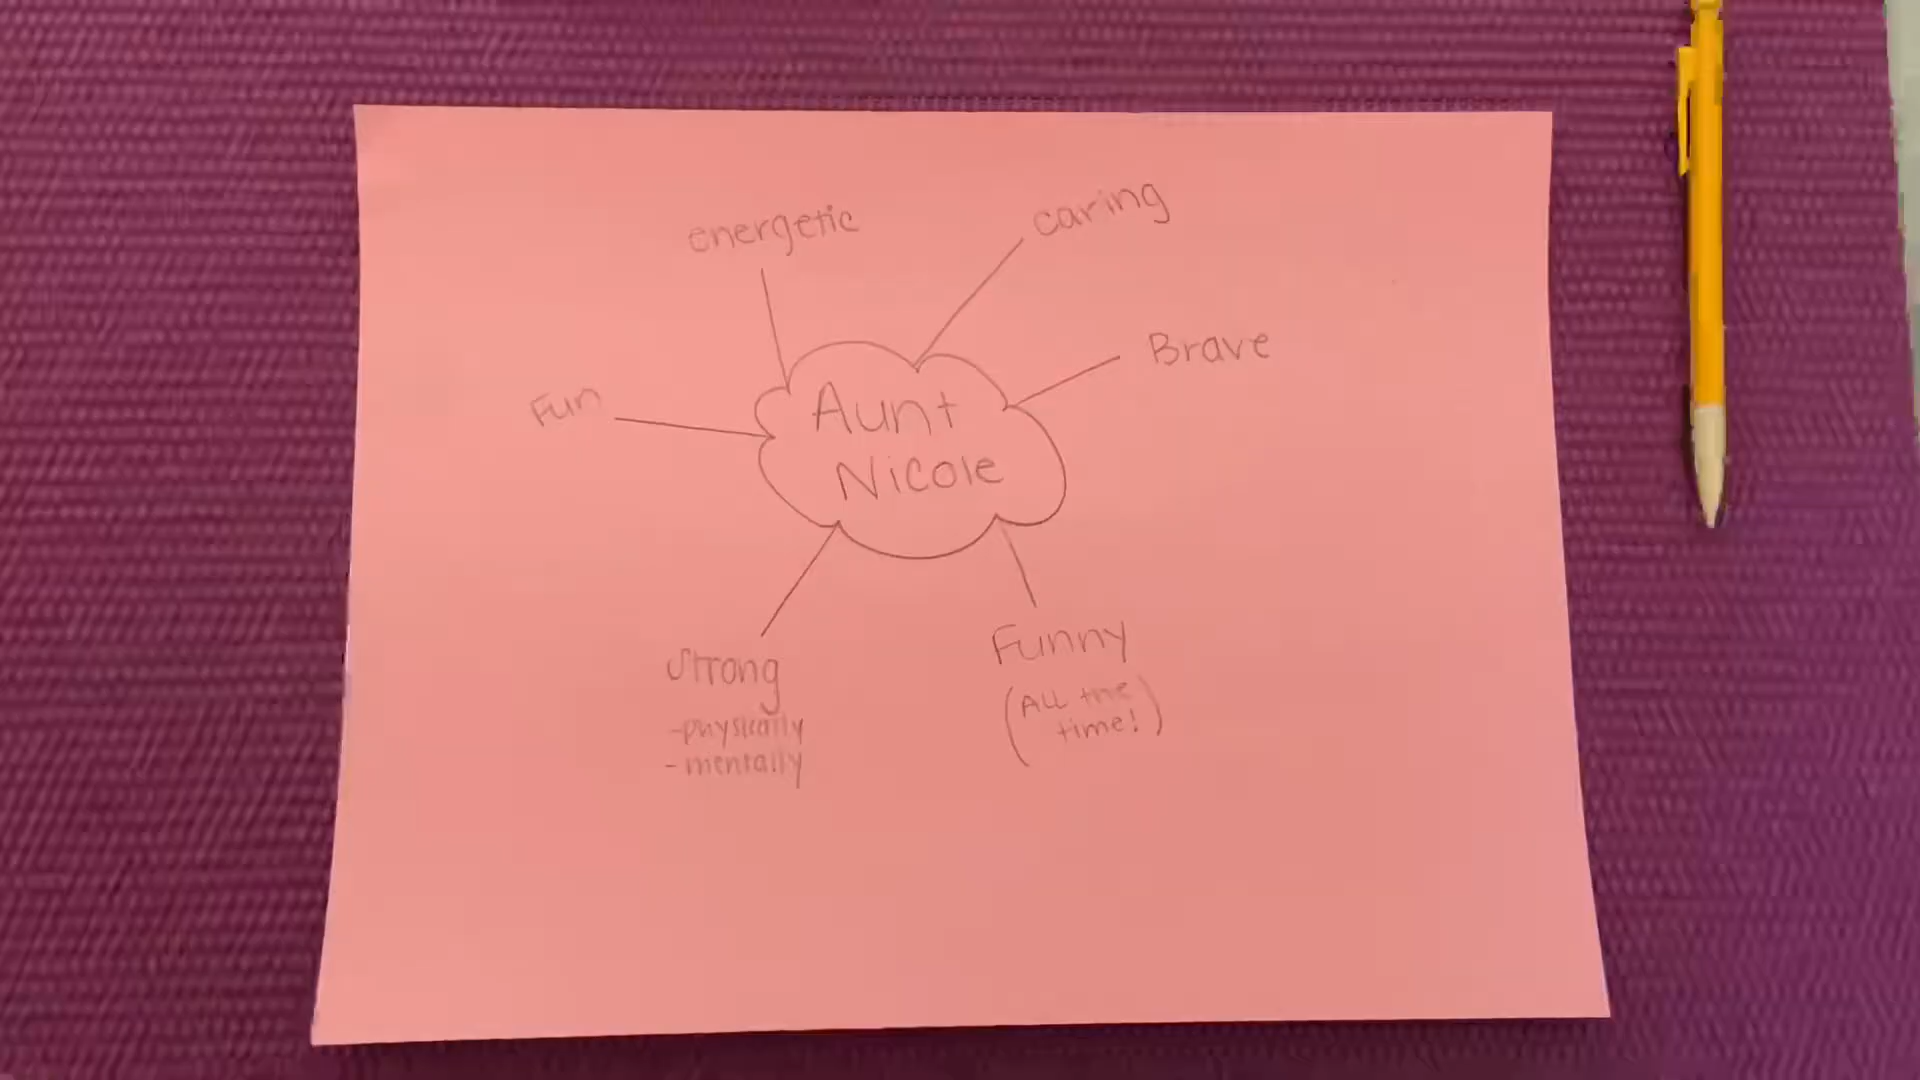 energetic
caring
Brave
Fun
Aunt
Nicole
Strong
-physically
-mentally
Funny
(ALL the
time!)